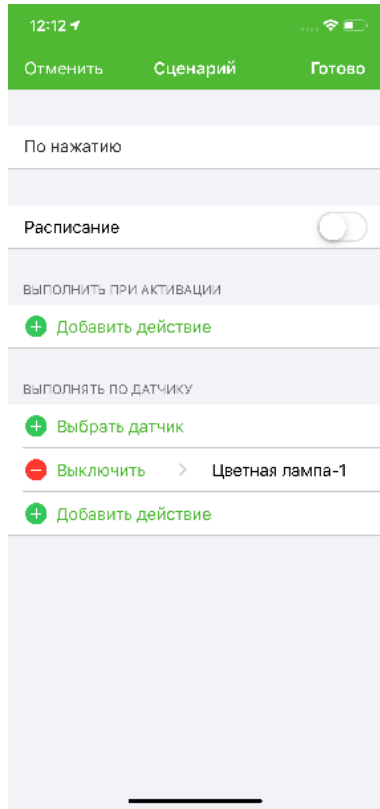 12:12
Отменить Сценарий Готово
По нажатию
Расписание
ВЫПОЛНИТЬ ПРИ АКТИВАЦИИ
Добавить действие
ВЫПОЛНЯТЬ ПО ДАТЧИКУ
Выбрать датчик
Выключить Цветная лампа-1
Добавить действие